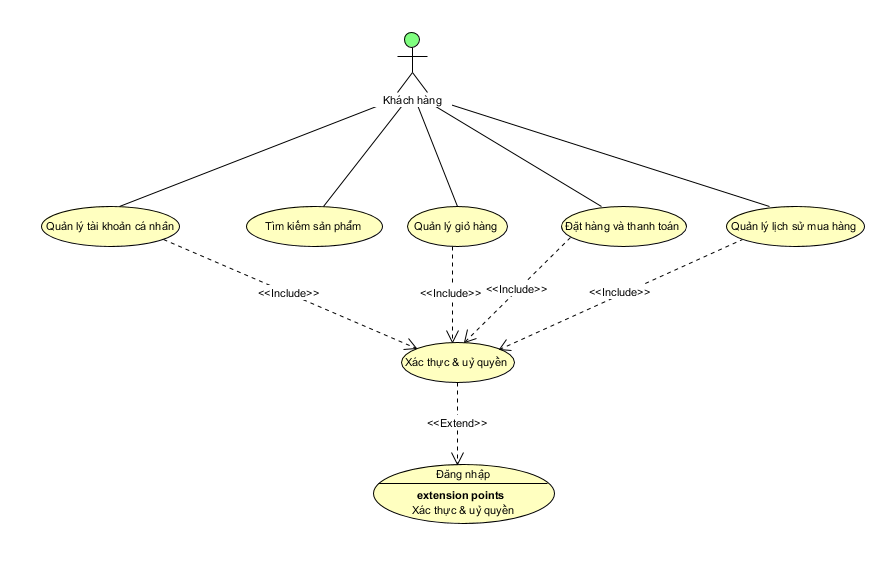 Khách hàng
Quản lý tài khoản cá nhân
Tìm kiếm sản phẩm
Quản lý giỏ hàng
Đặt hàng và thanh toán
Quản lý lịch sử mua hàng
<<Include>>
<<Include>>
<<Include>>
<<Include>>
Xác thực & uỷ quyền
<<Extend>>
Đăng nhập
extension points
Xác thực & uỷ quyền